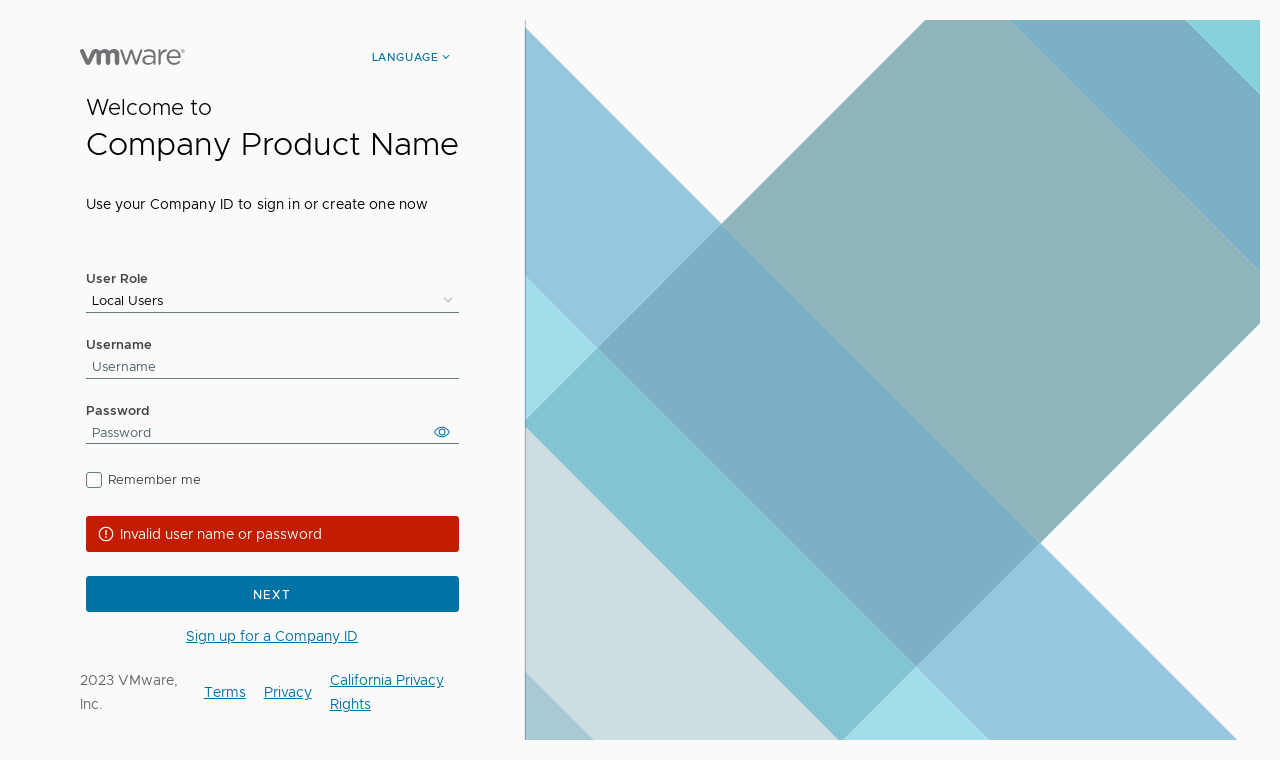 vmware®
LANGUAGE
Welcome to
Company Product Name
Use your Company ID to sign in or create one now
User Role
Local Users
Username
Username
Password
Password
Remember me
Invalid user name or password
NEXT
Sign up for a Company ID
2023 VMware,
Inc.
Terms
Privacy
California Privacy
Rights